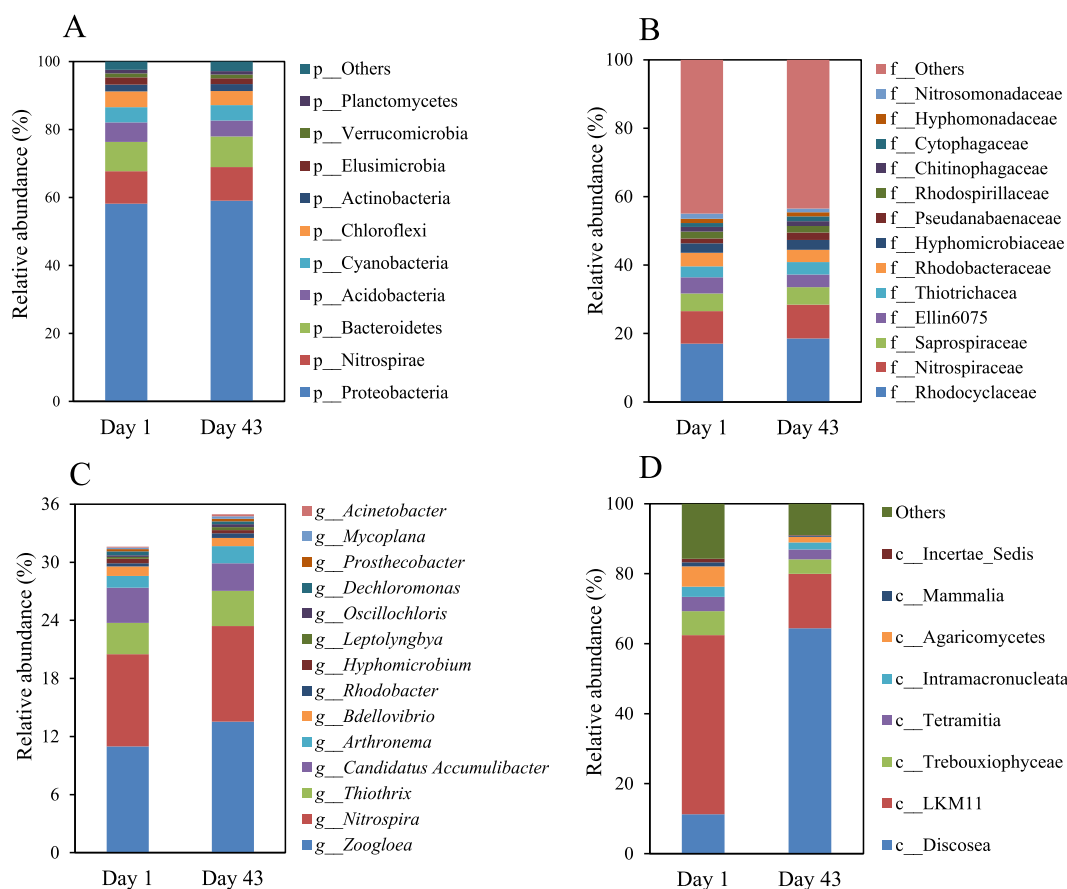 A
Relative abundance (%)
100
80
60
40
20
0
Day 1
Day 43
p__Others
p__Planctomycetes
p__Verrucomicrobia
p__Elusimicrobia
p__Actinobacteria
p__Chloroflexi
p__Cyanobacteria
p__Acidobacteria
p__Bacteroidetes
p__Nitrospirae
p__Proteobacteria
B
Relative abundance (%)
100
80
60
40
20
0
Day 1
Day 43
f__Others
f__Nitrosomonadaceae
f__Hyphomonadaceae
f__Cytophagaceae
f__Chitinophagaceae
f__Rhodospirillaceae
f__Pseudanabaenaceae
f__Hyphomicrobiaceae
f__Rhodobacteraceae
f__Thiotrichacea
f__Ellin6075
f__Saprospiraceae
f__Nitrospiraceae
f__Rhodocyclaceae
C
Relative abundance (%)
36
30
24
18
12
6
0
Day 1
Day 43
g__Acinetobacter
g__Mycoplana
g__Prosthecobacter
g__Dechloromonas
g__Oscillochloris
g__Leptolyngbya
g__Hyphomicrobium
g__Rhodobacter
g__Bdellovibrio
g__Arthronema
g__Candidatus Accumulibacter
g__Thiothrix
g__Nitrospira
g__Zoogloea
D
Relative abundance (%)
100
80
60
40
20
0
Day 1
Day 43
Others
c__Incertae_Sedis
c__Mammalia
c__Agaricomycetes
c__Intramacronucleata
c__Tetramitia
c__Trebouxiophyceae
c__LKM11
c__Discosea